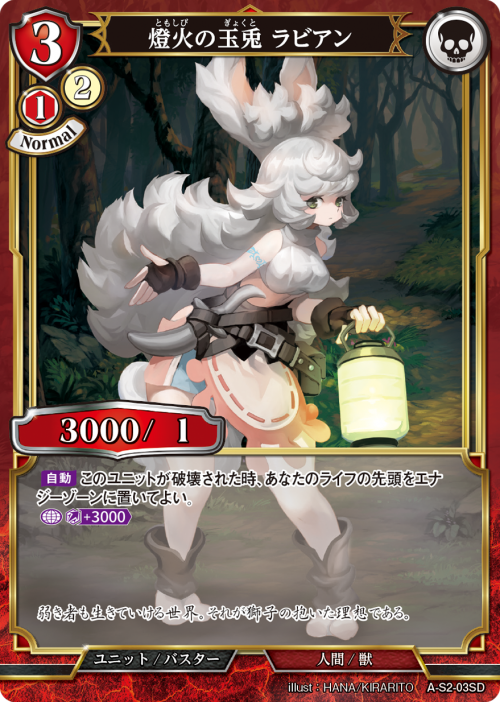 3
ともしび ぎょくと
燈火の玉兎 ラビアン
1
2
Normal
3000/ 1
自動 このユニットが破壊された時、あなたのライフの先頭をエナ
ジーゾーンに置いてよい。
+3000
弱き者も生きていける世界。それが獅子の抱いた理想である。
ユニット/バスター
人間/獣
illust : HANA/KIRARITO A-S2-03SD